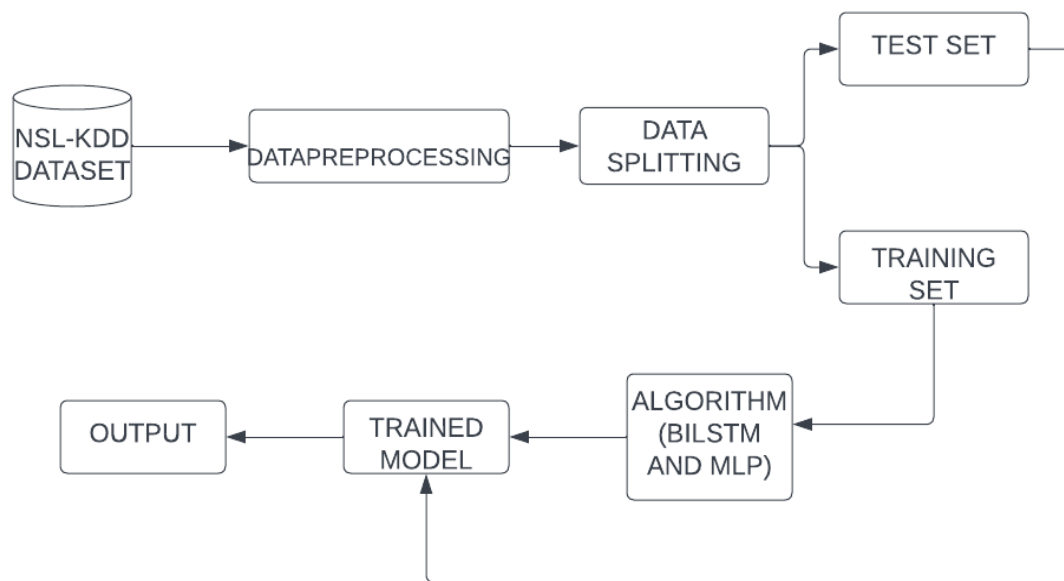 NSL-KDD
DATASET
DATAPREPROCESSING
DATA
SPLITTING
TEST SET
TRAINING
SET
ALGORITHM
(BILSTM
AND MLP)
TRAINED
MODEL
OUTPUT